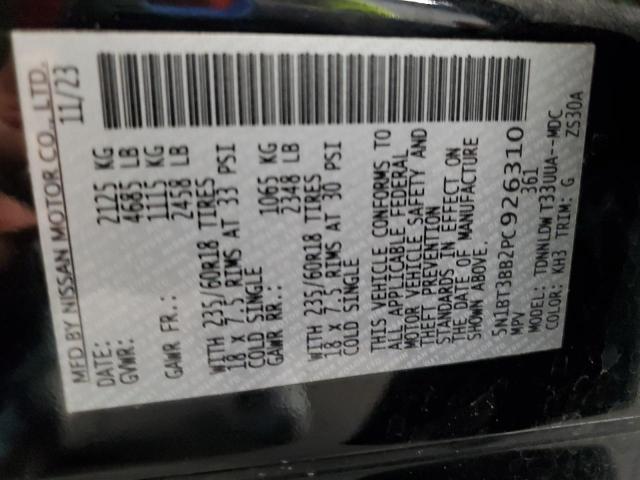 MFD BY NISSAN MOTOR CO., LTD.
DATE: 11/23
GVWR: 2125 KG
4685 LB
GAWR FR.: 1115 KG
2458 LB
WITH 235/60R18 TIRES
18 x 7.5 RIMS AT 33 PSI
COLD SINGLE
GAWR RR.: 1065 KG
2348 LB
WITH 235/60R18 TIRES
18 x 7.5 RIMS AT 30 PSI
COLD SINGLE
THIS VEHICLE CONFORMS TO
ALL APPLICABLE FEDERAL
MOTOR VEHICLE SAFETY AND
THEFT PREVENTION
STANDARDS IN EFFECT ON
THE DATE OF MANUFACTURE
SHOWN ABOVE.
5N1BT3BB2PC926310
MPV 361
MODEL: TDNNLDWT33UUA--MDC
COLOR: KH3 TRIM: G ZS30A